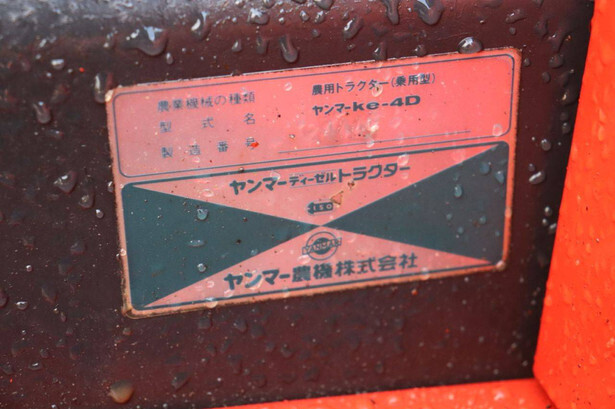 農業機械の種類 農用トラクター(乗用型)
型式名 ヤンマーke-4D
製造番号
ヤンマーディーゼルトラクター
ISO
YANMAR
ヤンマー農機株式会社